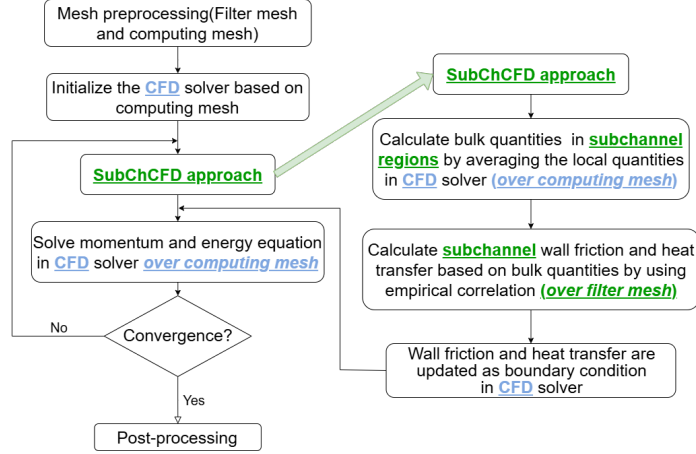 Mesh preprocessing(Filter mesh
and computing mesh)
Initialize the CFD solver based on
computing mesh
SubChCFD approach
Solve momentum and energy equation
in CFD solver over computing mesh
Convergence?
No
Yes
Post-processing
SubChCFD approach
Calculate bulk quantities in subchannel
regions by averaging the local quantities
in CFD solver (over computing mesh)
Calculate subchannel wall friction and heat
transfer based on bulk quantities by using
empirical correlation (over filter mesh)
Wall friction and heat transfer are
updated as boundary condition
in CFD solver